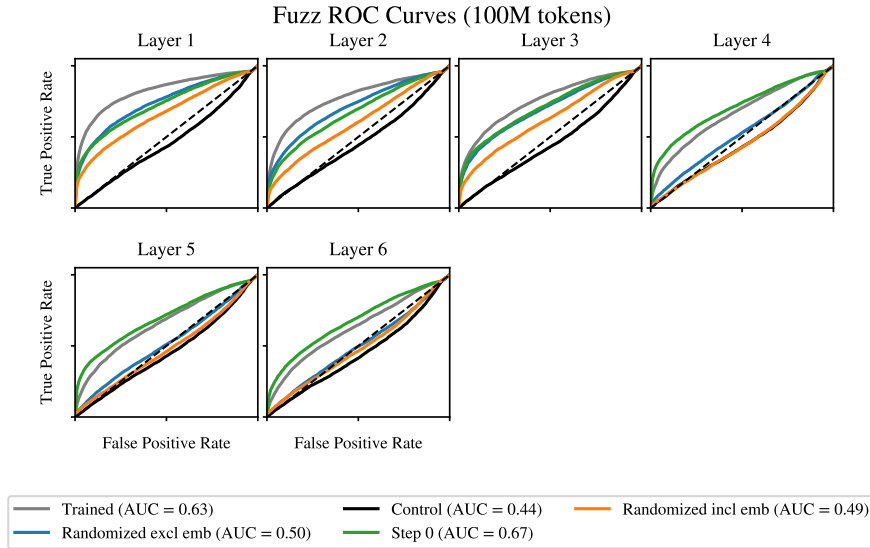 Fuzz ROC Curves (100M tokens)
Layer 1
Layer 2
Layer 3
Layer 4
True Positive Rate
Layer 5
Layer 6
True Positive Rate
False Positive Rate
False Positive Rate
Trained (AUC = 0.63)
Control (AUC = 0.44)
Randomized incl emb (AUC = 0.49)
Randomized excl emb (AUC = 0.50)
Step 0 (AUC = 0.67)